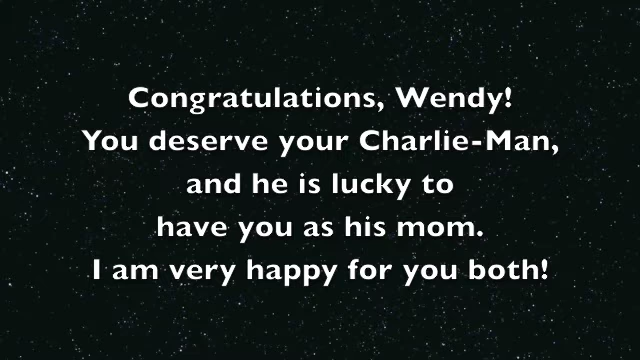 Congratulations, Wendy!
You deserve your Charlie-Man,
and he is lucky to
have you as his mom.
I am very happy for you both!